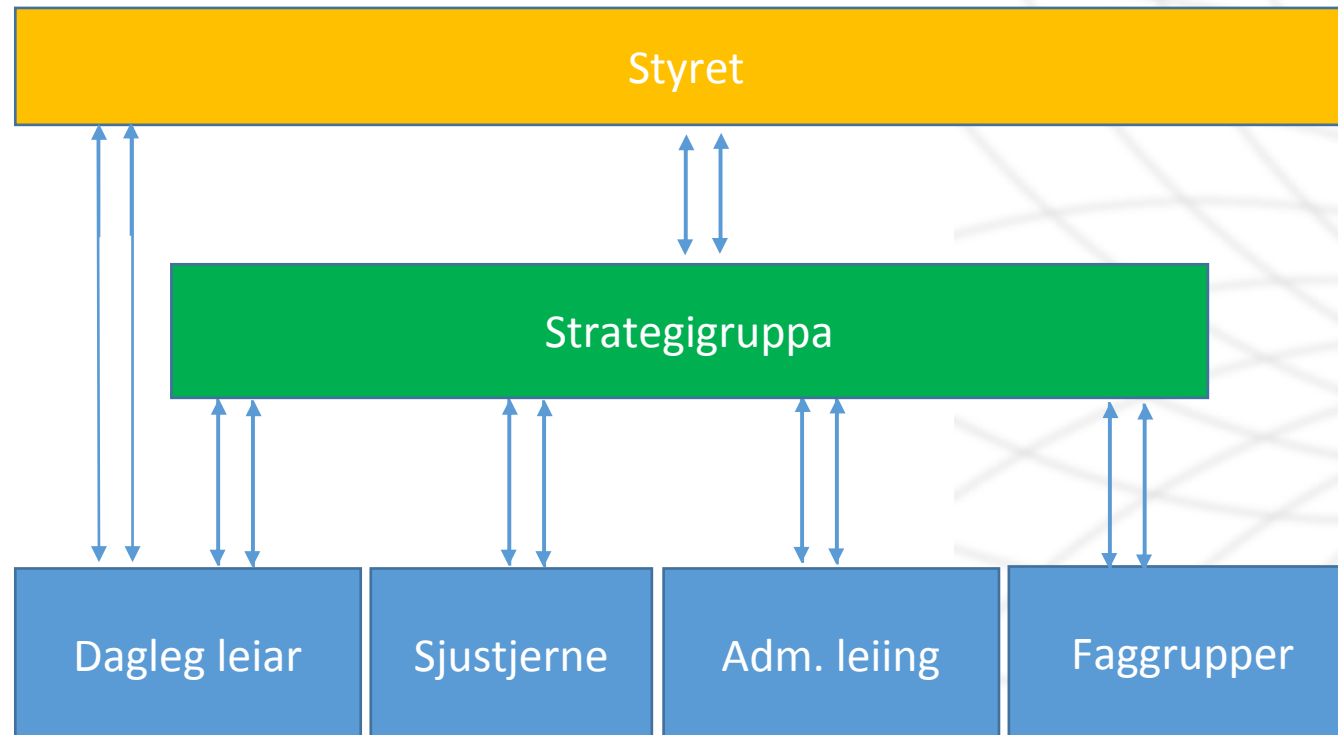 Styret
Strategigruppa
Dagleg leiar
Sjustjerne
Adm. leiing
Faggrupper